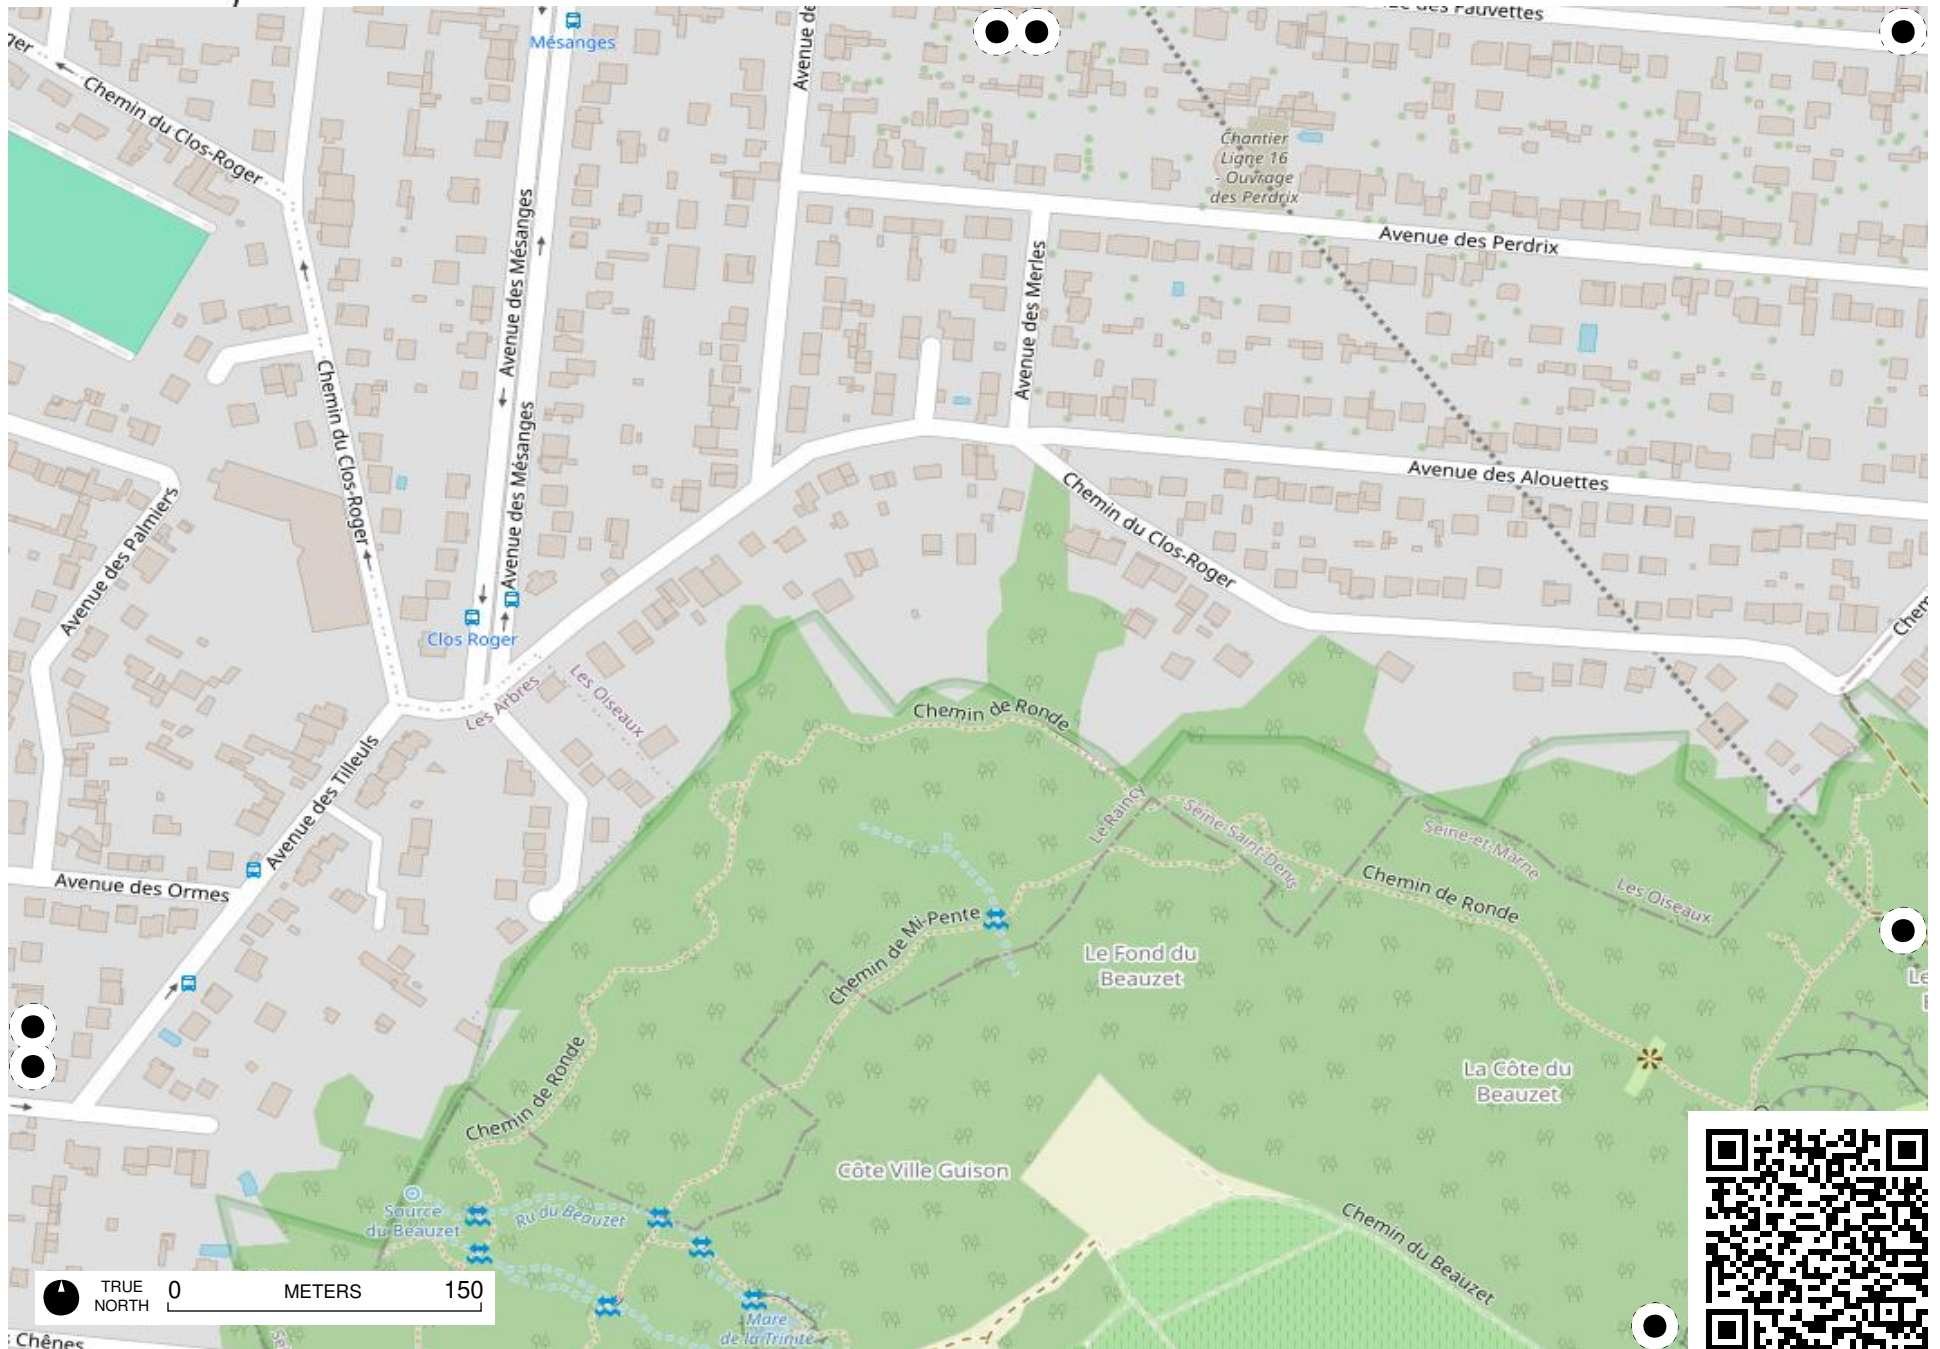 Mésanges
Avenue de
des Fauvettes
ger
Chemin du Clos-Roger
Chantier
Ligne 16
- Ouvrage
des Perdrix
Avenue des Mésanges
Avenue des Perdrix
Avenue des Merles
Chemin du Clos-Roger
Avenue des Mésanges
Avenue des Alouettes
Chemin du Clos-Roger
Avenue des Palmiers
Clos Roger
Chem
Les Oiseaux
Les Arbres
Chemin de Ronde
Avenue des Tilleuls
Le Raincy
Seine-Saint-Denis
Seine-et-Marne
Avenue des Ormes
Chemin de Ronde
Les Oiseaux
Chemin de Mi-Pente
Le Fond du
Beauzet
Chemin de Ronde
La Côte du
Beauzet
Côte Ville Guison
Source
du Beauzet
Ru du Beauzet
Chemin du Beauzet
TRUE
NORTH
0 METERS 150
Mare
de la Trinité
Chênes